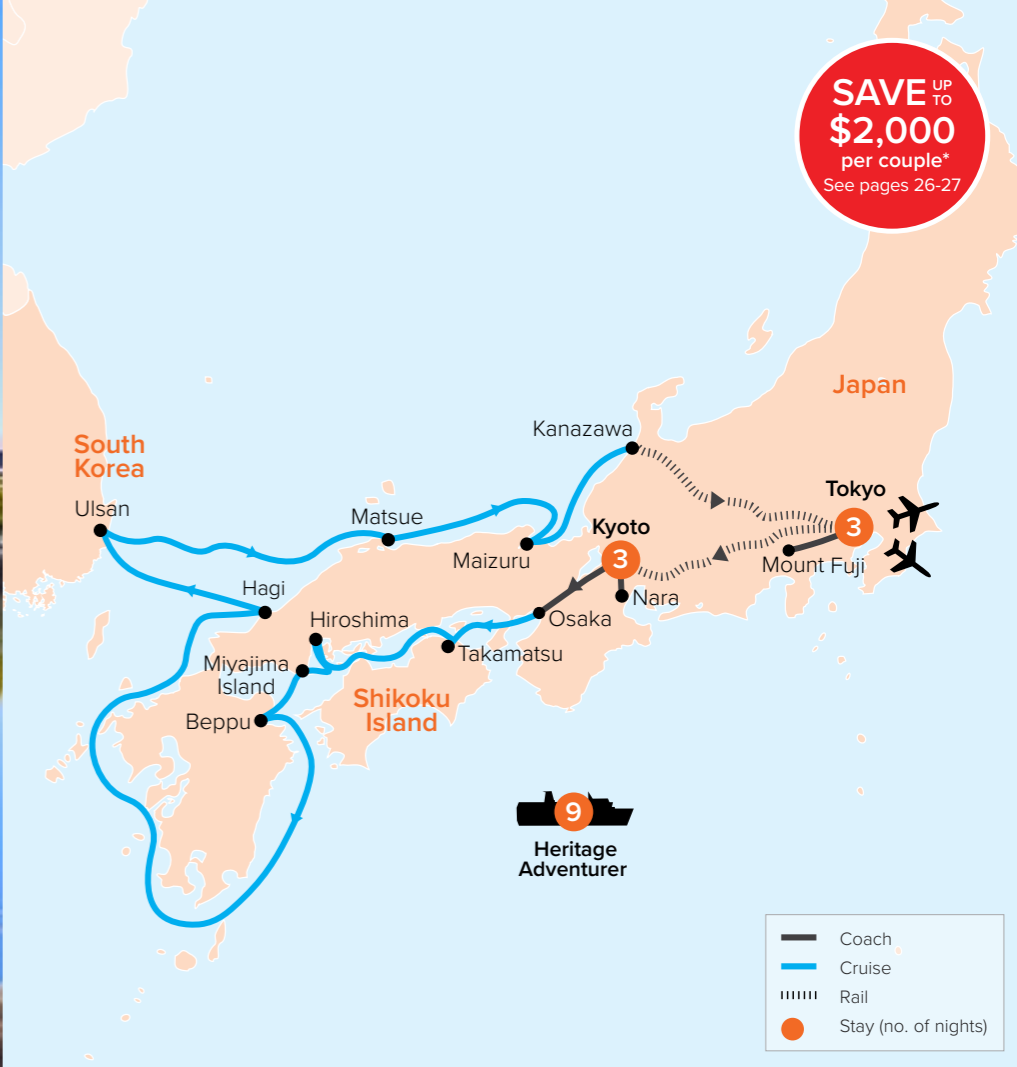 SAVE UP TO
$2,000
per couple*
See pages 26-27
Japan
Kanazawa
South
Korea
Tokyo
3
Ulsan
Matsue
Kyoto
3
Maizuru
Mount Fuji
Hagi
Nara
Hiroshima
Osaka
Takamatsu
Miyajima
Island
Shikoku
Island
Beppu
9
Heritage
Adventurer
Coach
Cruise
Rail
Stay (no. of nights)